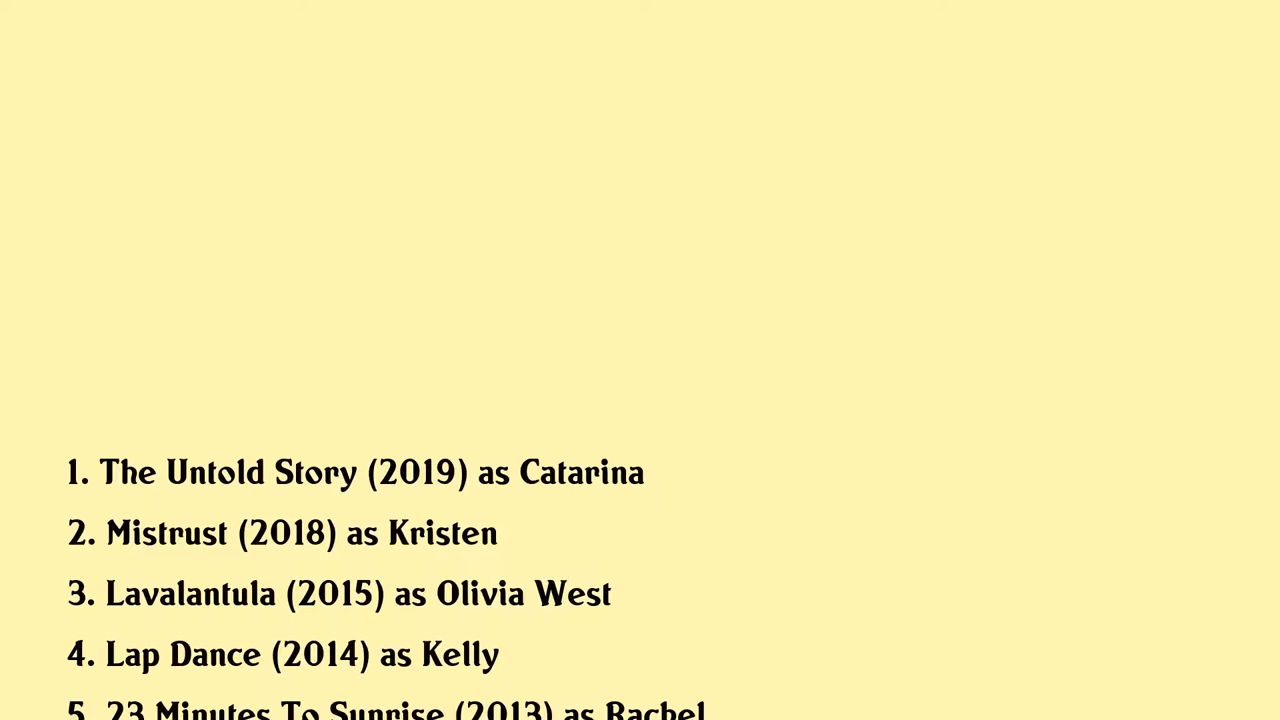 1. The Untold Story (2019) as Catarina
2. Mistrust (2018) as Kristen
3. Lavalantula (2015) as Olivia West
4. Lap Dance (2014) as Kelly
5. 23 Minutes To Sunrise (2013) as Rachel